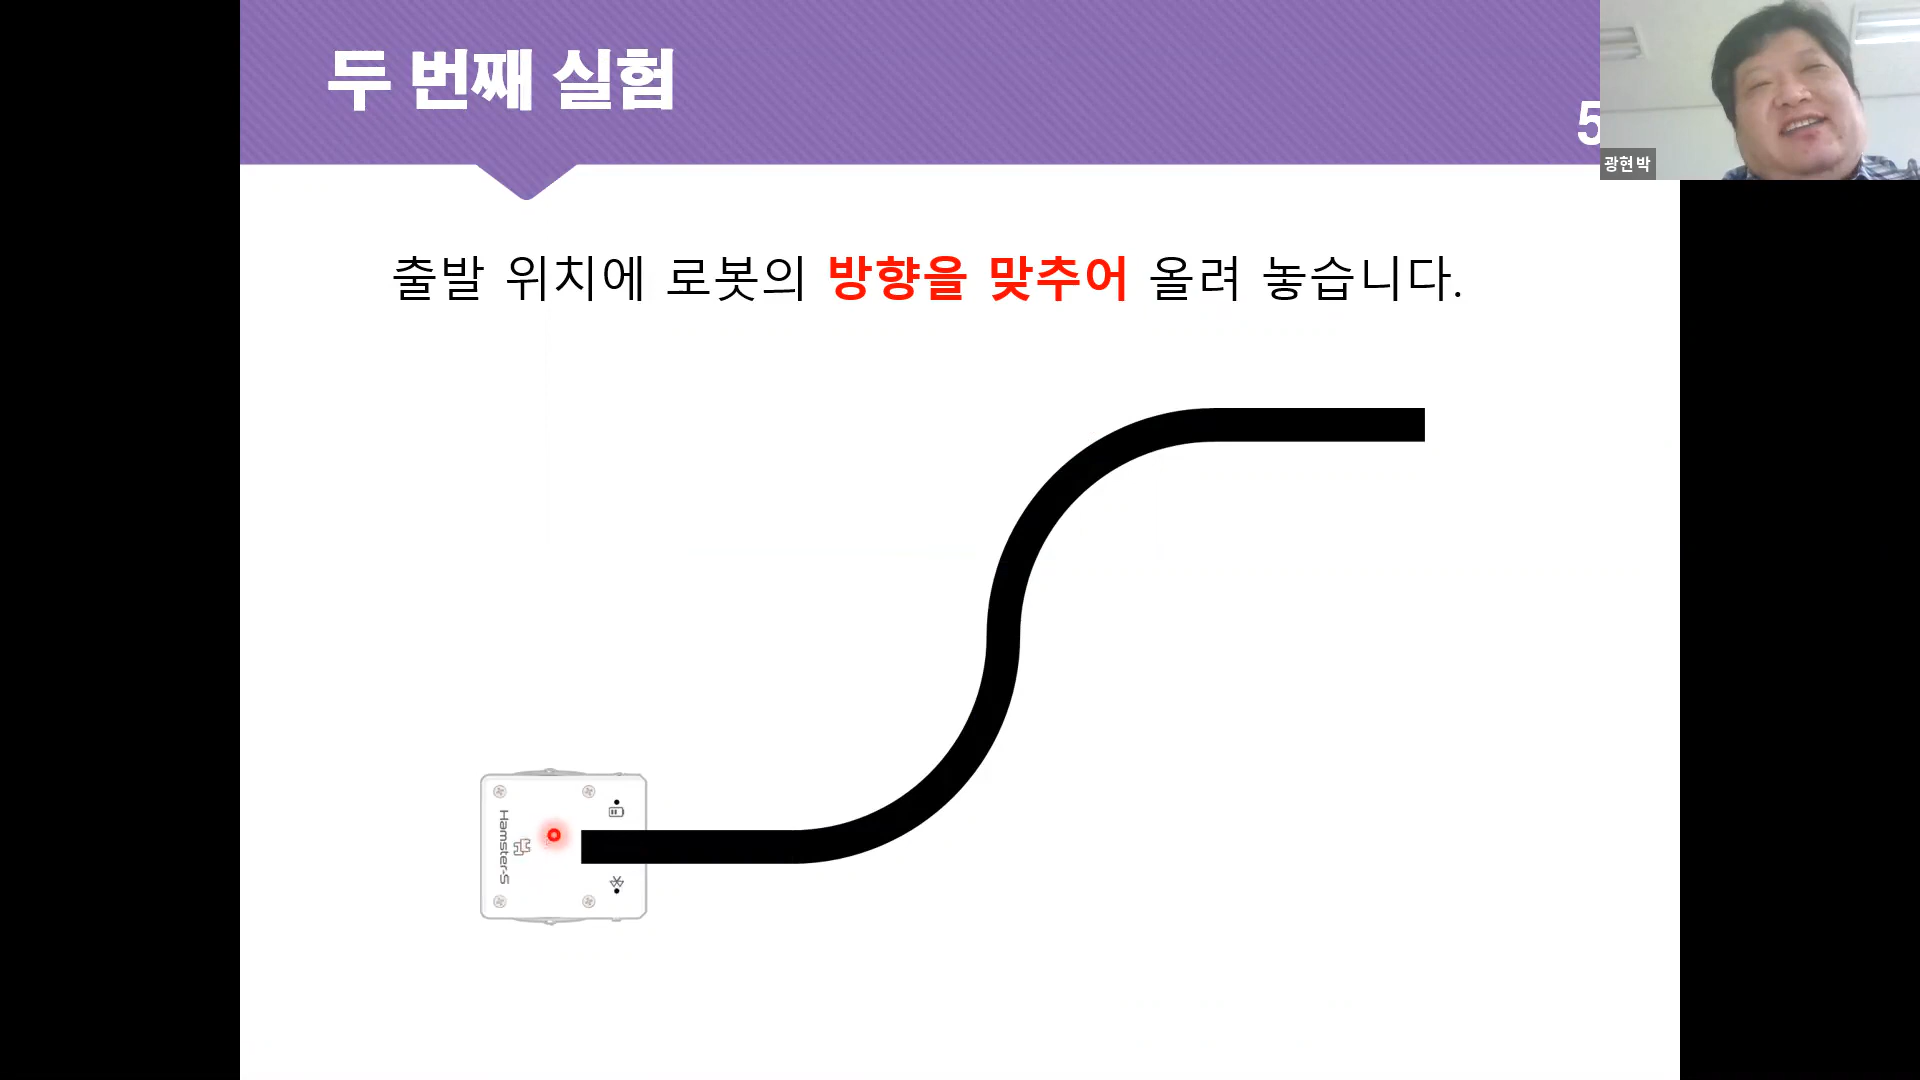 두 번째 실험
5
광현 박
출발 위치에 로봇의 방향을 맞추어 올려 놓습니다.
Hamster-S